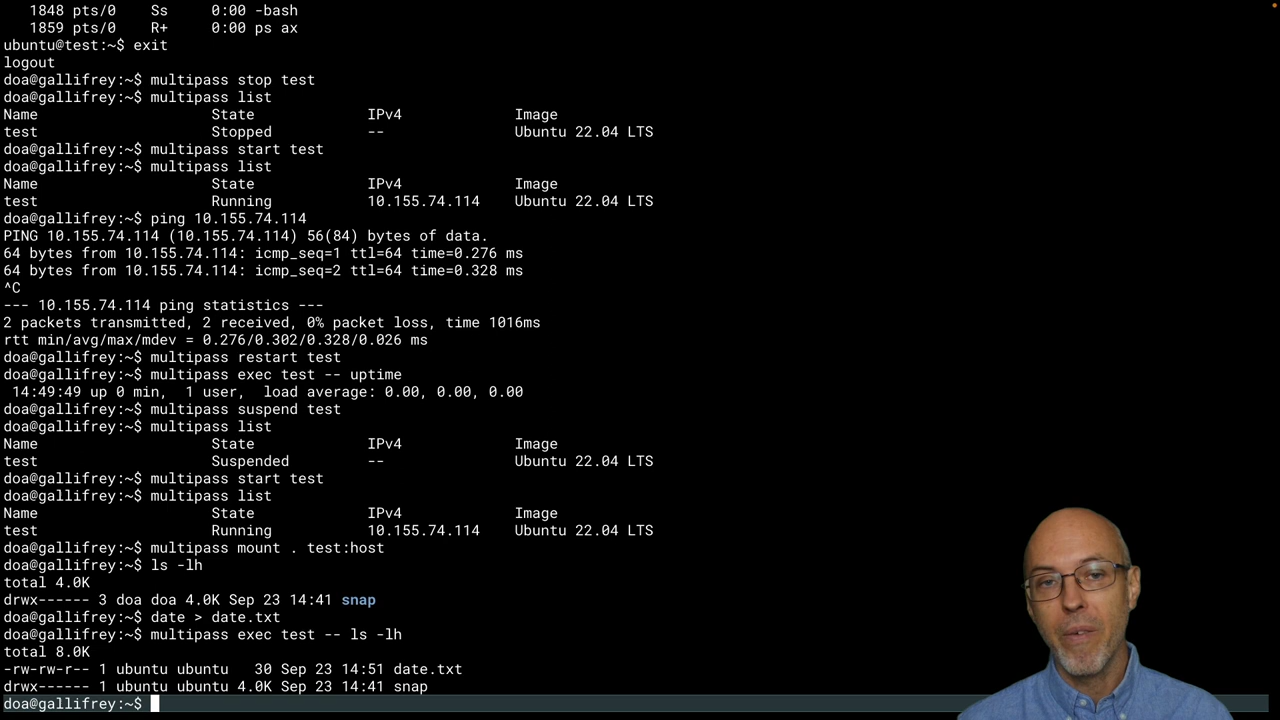 1848 pts/0    Ss     0:00 -bash
1859 pts/0    R+     0:00 ps ax
ubuntu@test:~$ exit
logout
doa@gallifrey:~$ multipass stop test
doa@gallifrey:~$ multipass list
Name                    State             IPv4             Image
test                    Stopped           --               Ubuntu 22.04 LTS
doa@gallifrey:~$ multipass start test
doa@gallifrey:~$ multipass list
Name                    State             IPv4             Image
test                    Running           10.155.74.114    Ubuntu 22.04 LTS
doa@gallifrey:~$ ping 10.155.74.114
PING 10.155.74.114 (10.155.74.114) 56(84) bytes of data.
64 bytes from 10.155.74.114: icmp_seq=1 ttl=64 time=0.276 ms
64 bytes from 10.155.74.114: icmp_seq=2 ttl=64 time=0.328 ms
^C
--- 10.155.74.114 ping statistics ---
2 packets transmitted, 2 received, 0% packet loss, time 1016ms
rtt min/avg/max/mdev = 0.276/0.302/0.328/0.026 ms
doa@gallifrey:~$ multipass restart test
doa@gallifrey:~$ multipass exec test -- uptime
 14:49:49 up 0 min,  1 user,  load average: 0.00, 0.00, 0.00
doa@gallifrey:~$ multipass suspend test
doa@gallifrey:~$ multipass list
Name                    State             IPv4             Image
test                    Suspended         --               Ubuntu 22.04 LTS
doa@gallifrey:~$ multipass start test
doa@gallifrey:~$ multipass list
Name                    State             IPv4             Image
test                    Running           10.155.74.114    Ubuntu 22.04 LTS
doa@gallifrey:~$ multipass mount . test:host
doa@gallifrey:~$ ls -lh
total 4.0K
drwx------ 3 doa doa 4.0K Sep 23 14:41 snap
doa@gallifrey:~$ date > date.txt
doa@gallifrey:~$ multipass exec test -- ls -lh
total 8.0K
-rw-rw-r-- 1 ubuntu ubuntu   30 Sep 23 14:51 date.txt
drwx------ 1 ubuntu ubuntu 4.0K Sep 23 14:41 snap
doa@gallifrey:~$